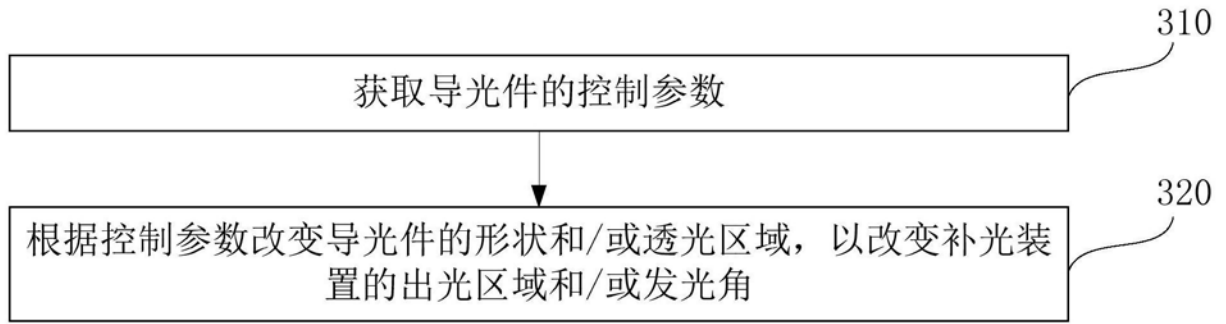 310
获取导光件的控制参数
320
根据控制参数改变导光件的形状和/或透光区域，以改变补光装
置的出光区域和/或发光角